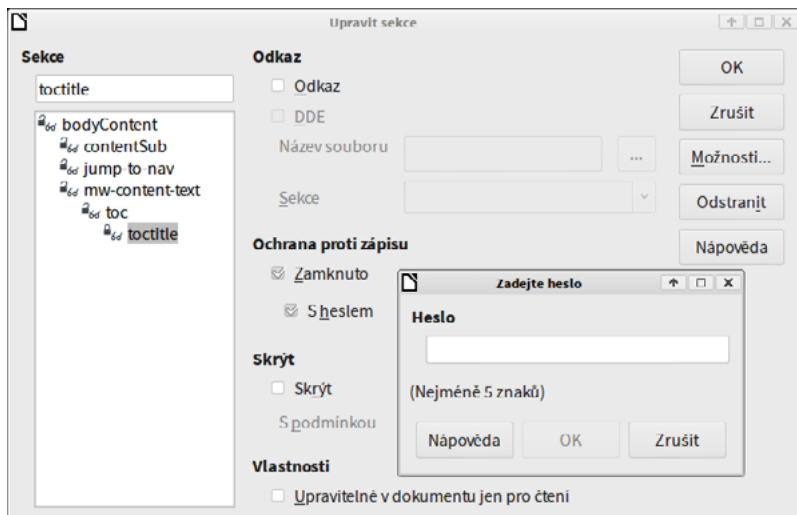 Upravit sekce
Sekce
toctitle
bodyContent
contentSub
jump-to-nav
mw-content-text
toc
toctitle
Odkaz
Odkaz
DDE
Název souboru
...
Sekce
Ochrana proti zápisu
Zamknuto
S heslem
Skrýt
Skrýt
S podmínkou
Vlastnosti
Upravitelné v dokumentu jen pro čtení
OK
Zrušit
Možnosti...
Odstranit
Nápověda
Zadejte heslo
Heslo
(Nejméně 5 znaků)
Nápověda
OK
Zrušit